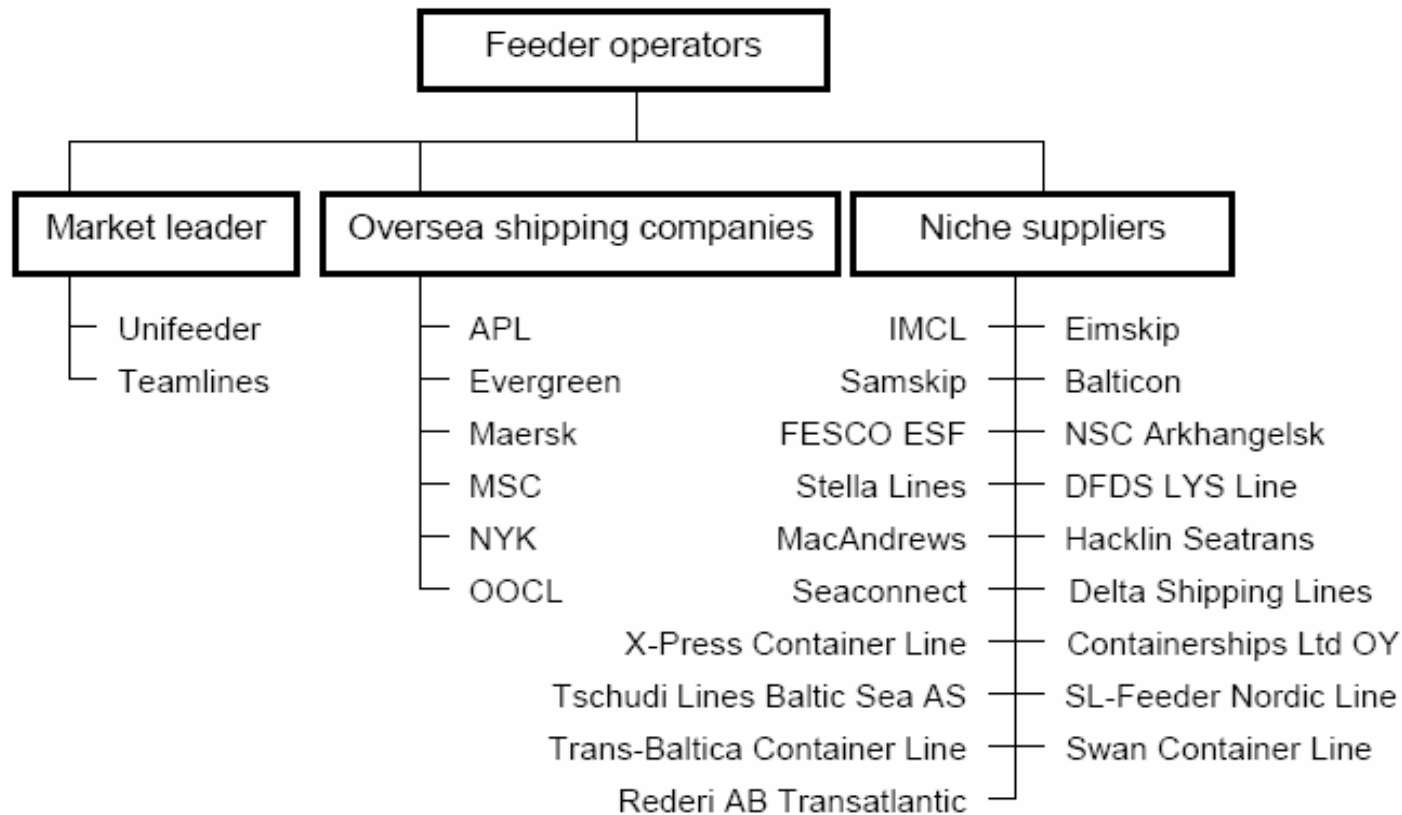 Feeder operators
Market leader
Oversea shipping companies
Niche suppliers
Unifeeder
Teamlines
APL
Evergreen
Maersk
MSC
NYK
OOCL
IMCL
Samskip
FESCO ESF
Stella Lines
MacAndrews
Seaconnect
X-Press Container Line
Tschudi Lines Baltic Sea AS
Trans-Baltica Container Line
Rederi AB Transatlantic
Eimskip
Balticon
NSC Arkhangelsk
DFDS LYS Line
Hacklin Seatrans
Delta Shipping Lines
Containerships Ltd OY
SL-Feeder Nordic Line
Swan Container Line